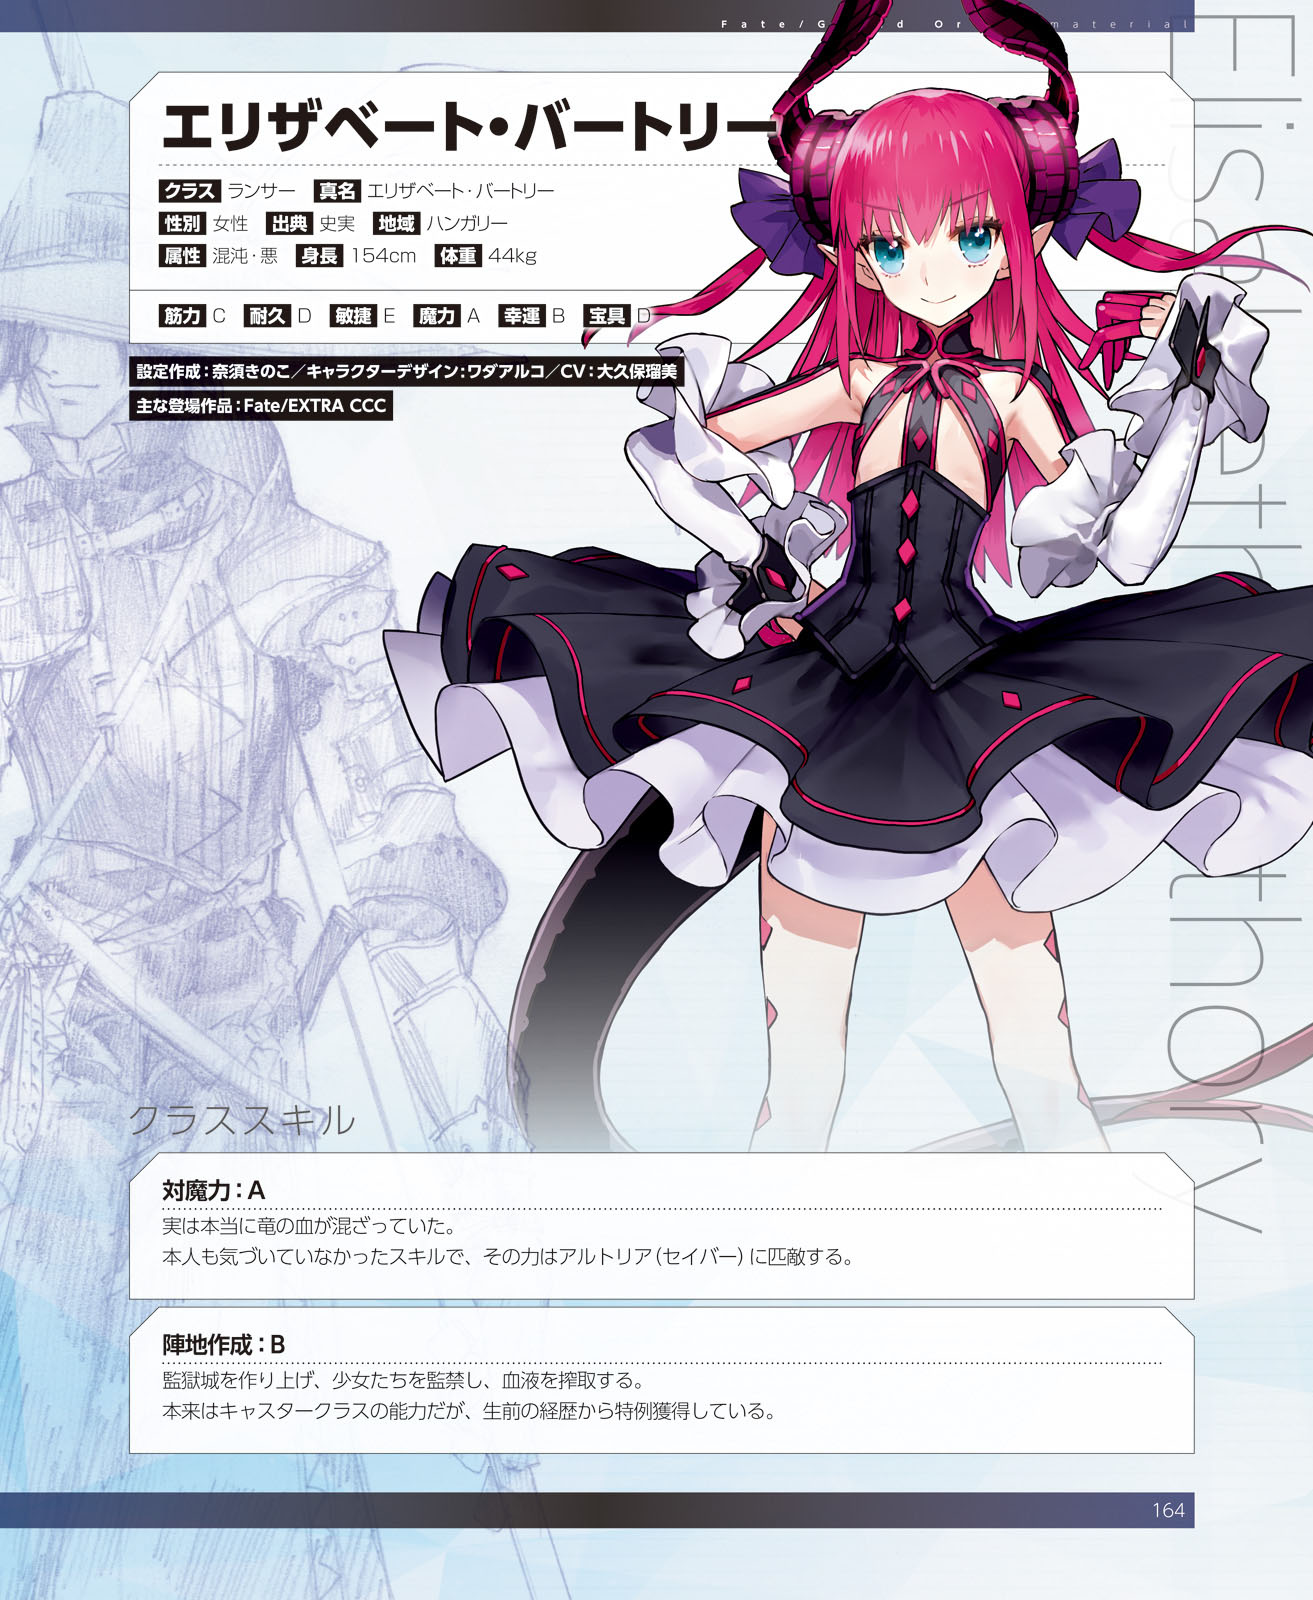 Fate/G d Or material
エリザベート・バートリー
クラス ランサー 真名 エリザベート・バートリー
性別 女性 出典 史実 地域 ハンガリー
属性 混沌・悪 身長 154cm 体重 44kg
筋力 C 耐久 D 敏捷 E 魔力 A 幸運 B 宝具 D
設定作成：奈須きのこ／キャラクターデザイン：ワダアルコ／CV：大久保瑠美
主な登場作品：Fate/EXTRA CCC
クラススキル
対魔力：A
実は本当に竜の血が混ざっていた。
本人も気づいていなかったスキルで、その力はアルトリア（セイバー）に匹敵する。
陣地作成：B
監獄城を作り上げ、少女たちを監禁し、血液を搾取する。
本来はキャスタークラスの能力だが、生前の経歴から特例獲得している。
164